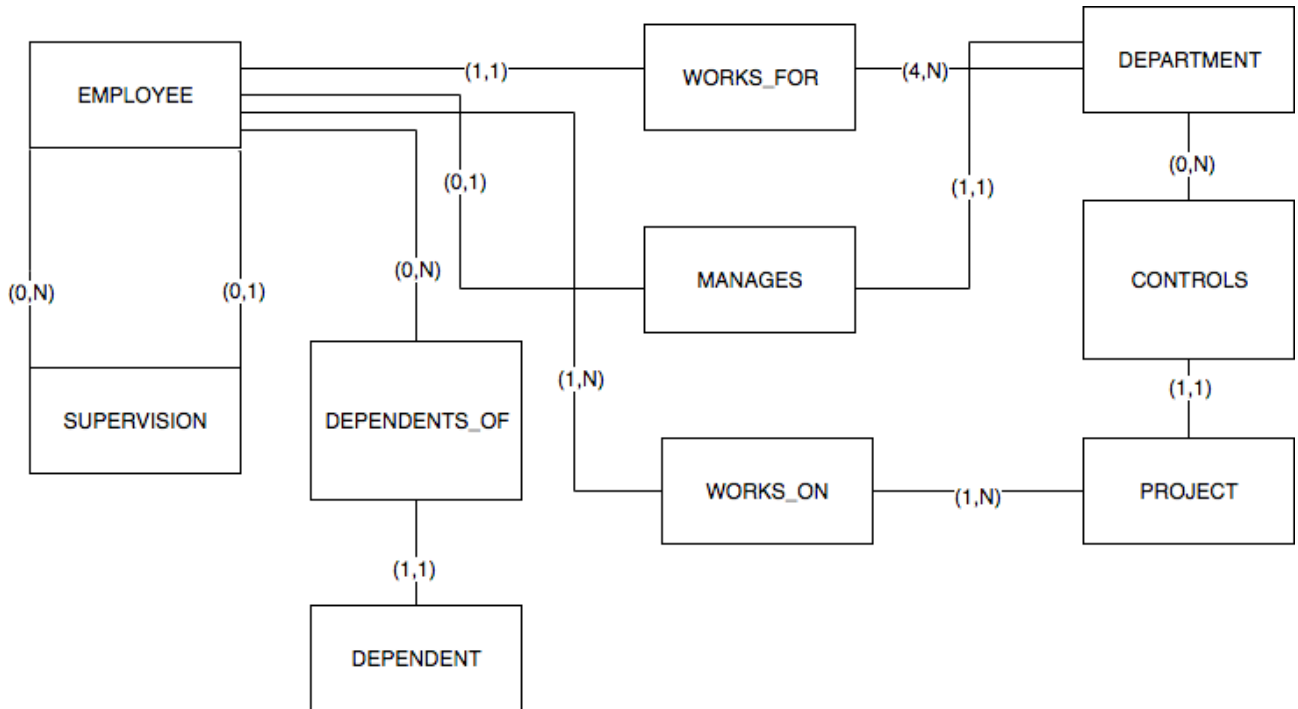 EMPLOYEE
(1,1)
WORKS_FOR
(4,N)
DEPARTMENT
(0,1)
(1,1)
(0,N)
(0,N)
(0,1)
(0,N)
MANAGES
CONTROLS
(1,N)
(1,1)
SUPERVISION
DEPENDENTS_OF
WORKS_ON
(1,N)
PROJECT
(1,1)
DEPENDENT